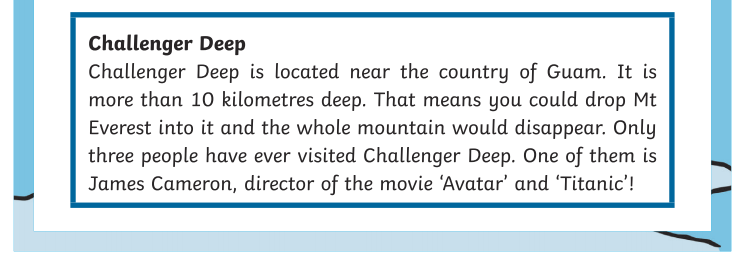 Challenger Deep
Challenger Deep is located near the country of Guam. It is
more than 10 kilometres deep. That means you could drop Mt
Everest into it and the whole mountain would disappear. Only
three people have ever visited Challenger Deep. One of them is
James Cameron, director of the movie ‘Avatar’ and ‘Titanic’!